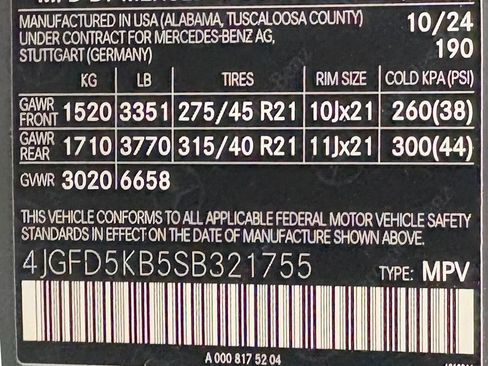 MANUFACTURED IN USA (ALABAMA, TUSCALOOSA COUNTY) 10/24
UNDER CONTRACT FOR MERCEDES-BENZ AG, 190
STUTTGART (GERMANY)
KG LB TIRES RIM SIZE COLD KPA (PSI)
GAWR FRONT 1520 3351 275/45 R21 10Jx21 260(38)
GAWR REAR 1710 3770 315/40 R21 11Jx21 300(44)
GVWR 3020 6658
THIS VEHICLE CONFORMS TO ALL APPLICABLE FEDERAL MOTOR VEHICLE SAFETY
STANDARDS IN EFFECT ON THE DATE OF MANUFACTURE SHOWN ABOVE.
4JGFD5KB5SB321755 TYPE: MPV
A 000 817 52 04